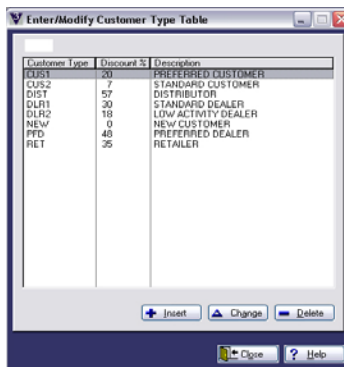 Enter/Modify Customer Type Table
Customer Type Discount % Description
CUS1 20 PREFERRED CUSTOMER
CUS2 7 STANDARD CUSTOMER
DIST 57 DISTRIBUTOR
DLR1 30 STANDARD DEALER
DLR2 18 LOW ACTIVITY DEALER
NEW 0 NEW CUSTOMER
PFD 48 PREFERRED DEALER
RET 35 RETAILER
Insert Change Delete
Close ? Help